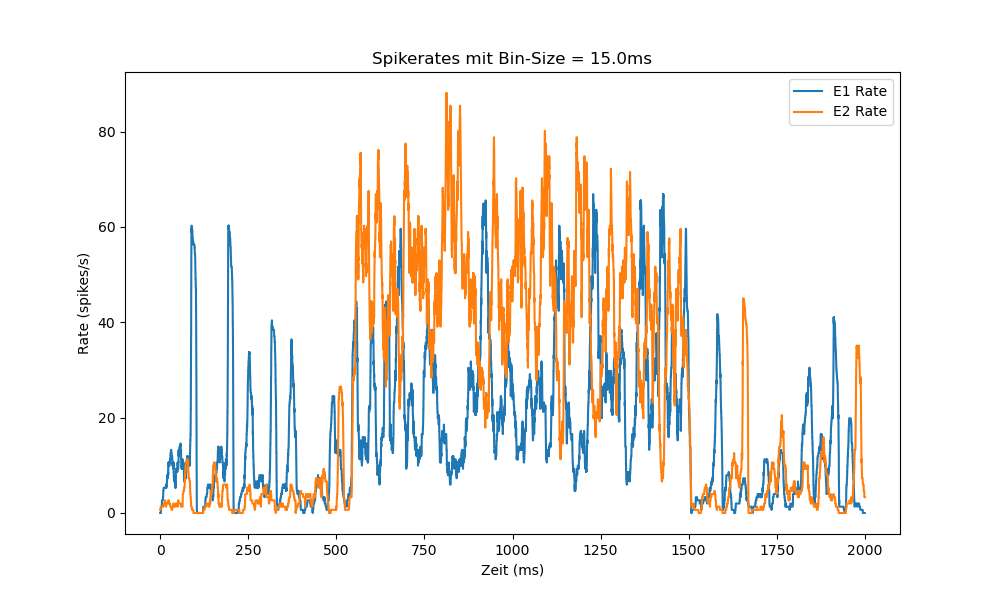 Spikerates mit Bin-Size = 15.0ms
E1 Rate
E2 Rate
Rate (spikes/s)
80
60
40
20
0
0 250 500 750 1000 1250 1500 1750 2000
Zeit (ms)